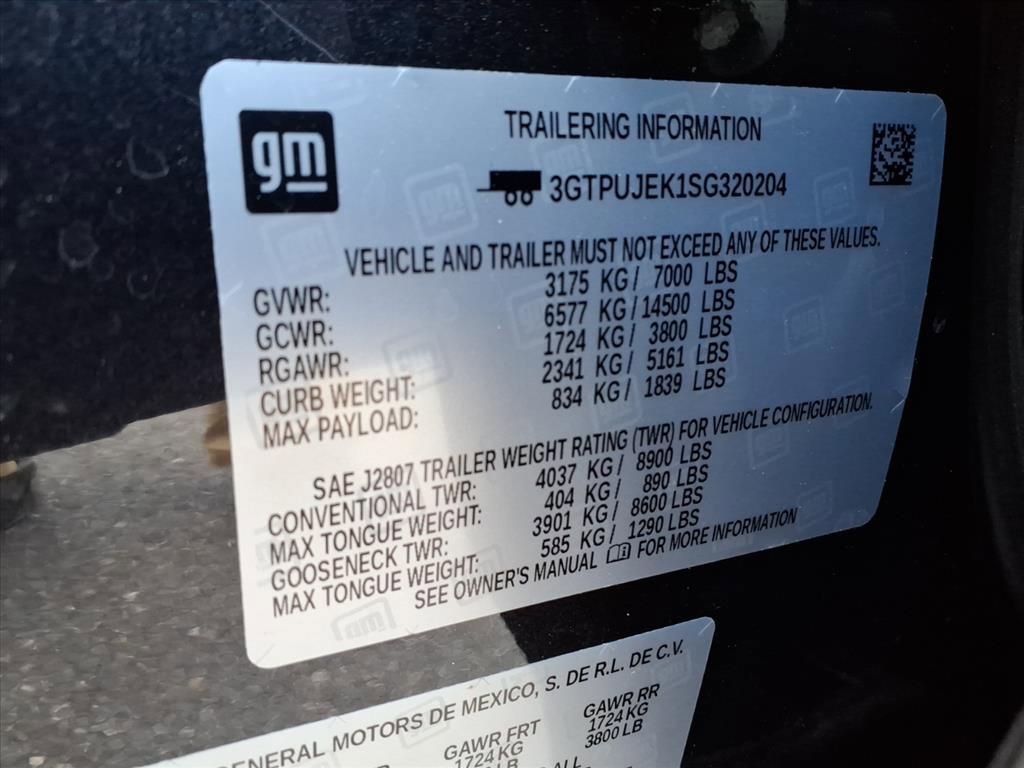 gm
TRAILERING INFORMATION
3GTPUJEK1SG320204
VEHICLE AND TRAILER MUST NOT EXCEED ANY OF THESE VALUES.
GVWR: 3175 KG/ 7000 LBS
GCWR: 6577 KG/14500 LBS
RGAWR: 1724 KG/ 3800 LBS
CURB WEIGHT: 2341 KG/ 5161 LBS
MAX PAYLOAD: 834 KG/ 1839 LBS
SAE J2807 TRAILER WEIGHT RATING (TWR) FOR VEHICLE CONFIGURATION.
CONVENTIONAL TWR: 4037 KG/ 8900 LBS
MAX TONGUE WEIGHT: 404 KG/ 890 LBS
GOOSENECK TWR: 3901 KG/ 8600 LBS
MAX TONGUE WEIGHT: 585 KG/ 1290 LBS
SEE OWNER'S MANUAL FOR MORE INFORMATION
GENERAL MOTORS DE MEXICO, S. DE R.L. DE C.V.
GAWR FRT GAWR RR
1724 KG 1724 KG
3800 LB